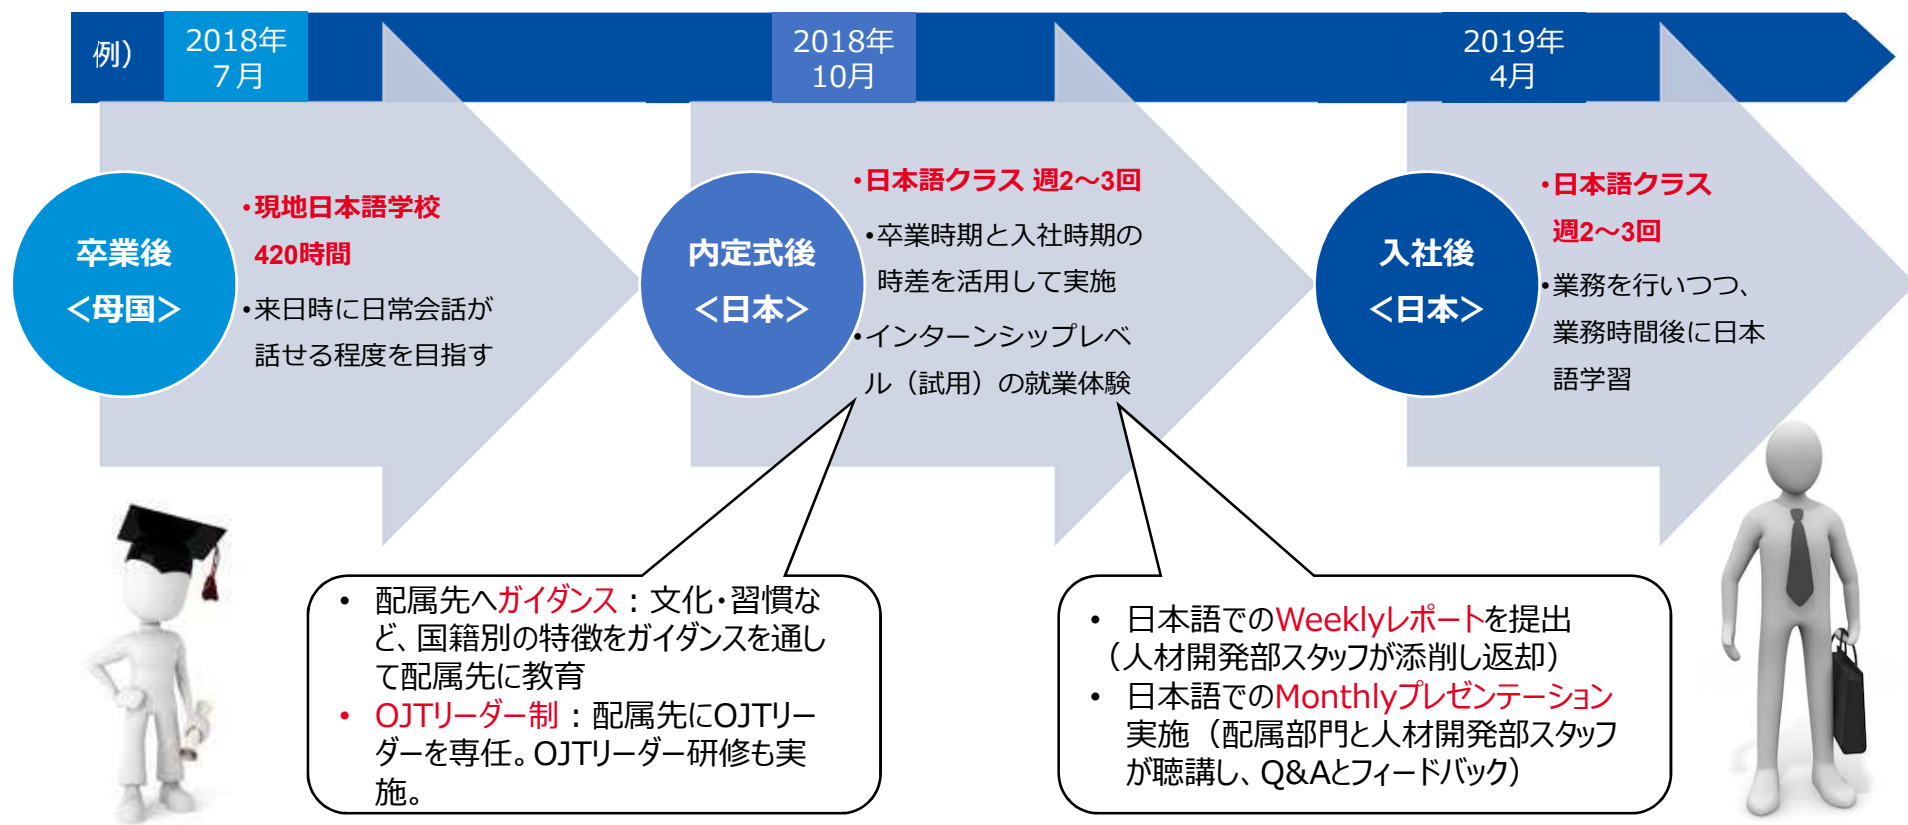 例）
2018年
７月
2018年
10月
2019年
4月
卒業後
＜母国＞
・現地日本語学校
420時間
・来日時に日常会話が
話せる程度を目指す
内定式後
＜日本＞
・日本語クラス 週2～3回
・卒業時期と入社時期の
時差を活用して実施
・インターンシップレベ
ル（試用）の就業体験
入社後
＜日本＞
・日本語クラス
週2～3回
・業務を行いつつ、
業務時間後に日本
語学習
• 配属先へガイダンス：文化・習慣な
ど、国籍別の特徴をガイダンスを通し
て配属先に教育
• OJTリーダー制：配属先にOJTリー
ダーを専任。OJTリーダー研修も実
施。
• 日本語でのWeeklyレポートを提出
（人材開発部スタッフが添削し返却）
• 日本語でのMonthlyプレゼンテーション
実施（配属部門と人材開発部スタッフ
が聴講し、Q&Aとフィードバック）